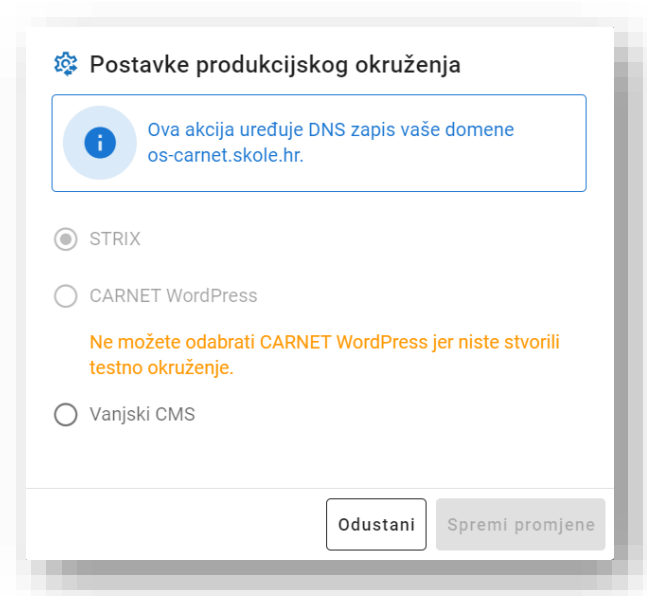 Postavke produkcijskog okruženja
Ova akcija uređuje DNS zapis vaše domene
os-carnet.skole.hr.
STRIX
CARNET WordPress
Ne možete odabrati CARNET WordPress jer niste stvorili
testno okruženje.
Vanjski CMS
Odustani
Spremi promjene